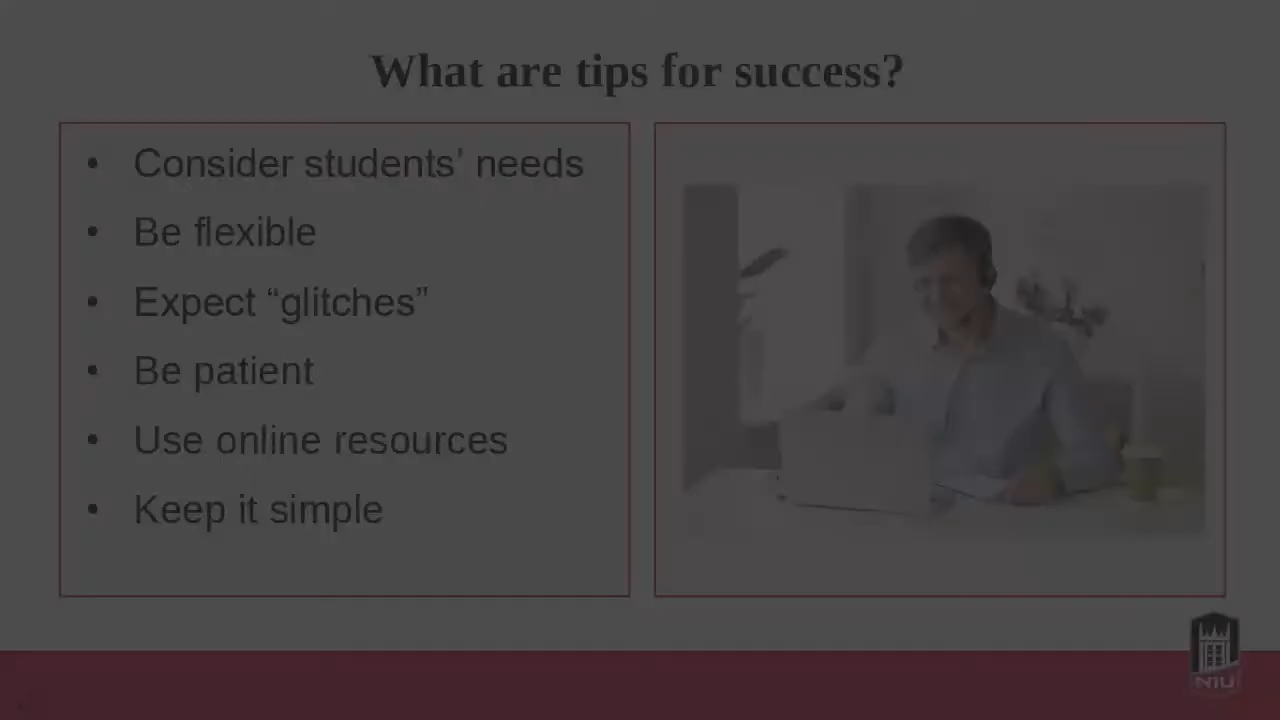 What are tips for success?
• Consider students’ needs
• Be flexible
• Expect “glitches”
• Be patient
• Use online resources
• Keep it simple
NIU